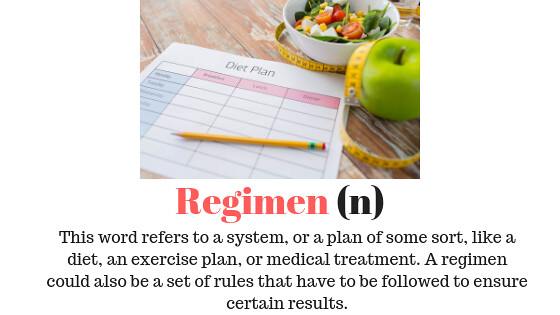 Diet Plan
Breakfast
Lunch
Dinner
Monday
Regimen (n)
This word refers to a system, or a plan of some sort, like a
diet, an exercise plan, or medical treatment. A regimen
could also be a set of rules that have to be followed to ensure
certain results.